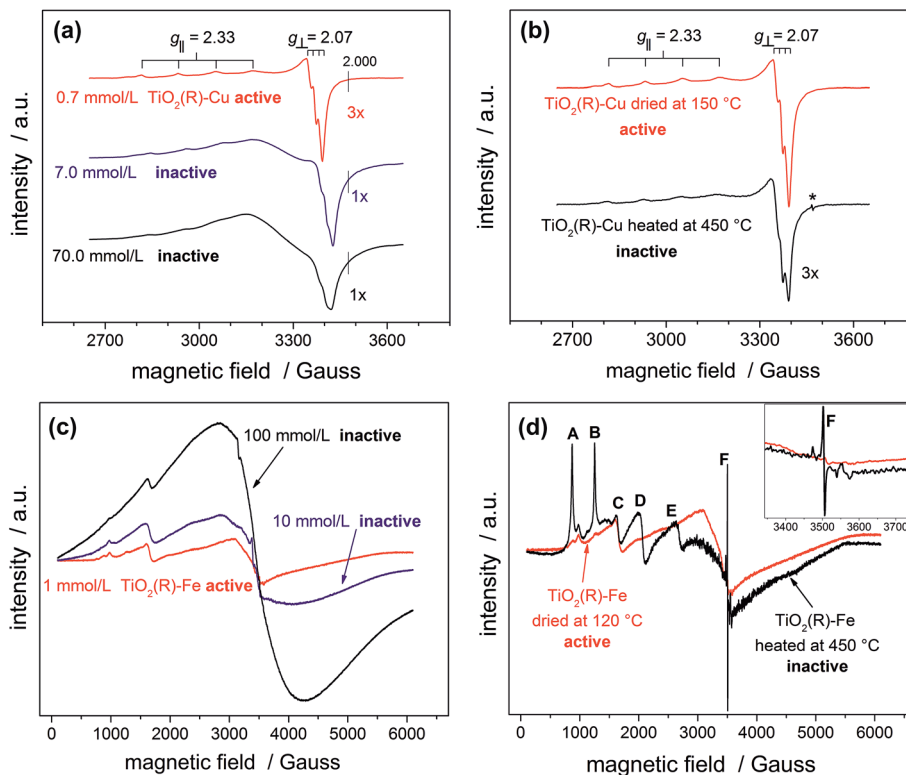 (a)
g∥ = 2.33
g⊥ = 2.07
2.000
0.7 mmol/L TiO2(R)-Cu active
3x
7.0 mmol/L inactive
1x
70.0 mmol/L inactive
1x
intensity / a.u.
2700 3000 3300 3600
magnetic field / Gauss
(b)
g∥ = 2.33
g⊥ = 2.07
TiO2(R)-Cu dried at 150 °C
active
*
TiO2(R)-Cu heated at 450 °C
inactive
3x
intensity / a.u.
2700 3000 3300 3600
magnetic field / Gauss
(c)
100 mmol/L inactive
10 mmol/L inactive
1 mmol/L TiO2(R)-Fe active
intensity / a.u.
0 1000 2000 3000 4000 5000 6000
magnetic field / Gauss
(d)
A
B
C
D
E
F
F
3400 3500 3600 3700
TiO2(R)-Fe
dried at 120 °C
active
TiO2(R)-Fe
heated at 450 °C
inactive
intensity / a.u.
0 1000 2000 3000 4000 5000 6000
magnetic field / Gauss